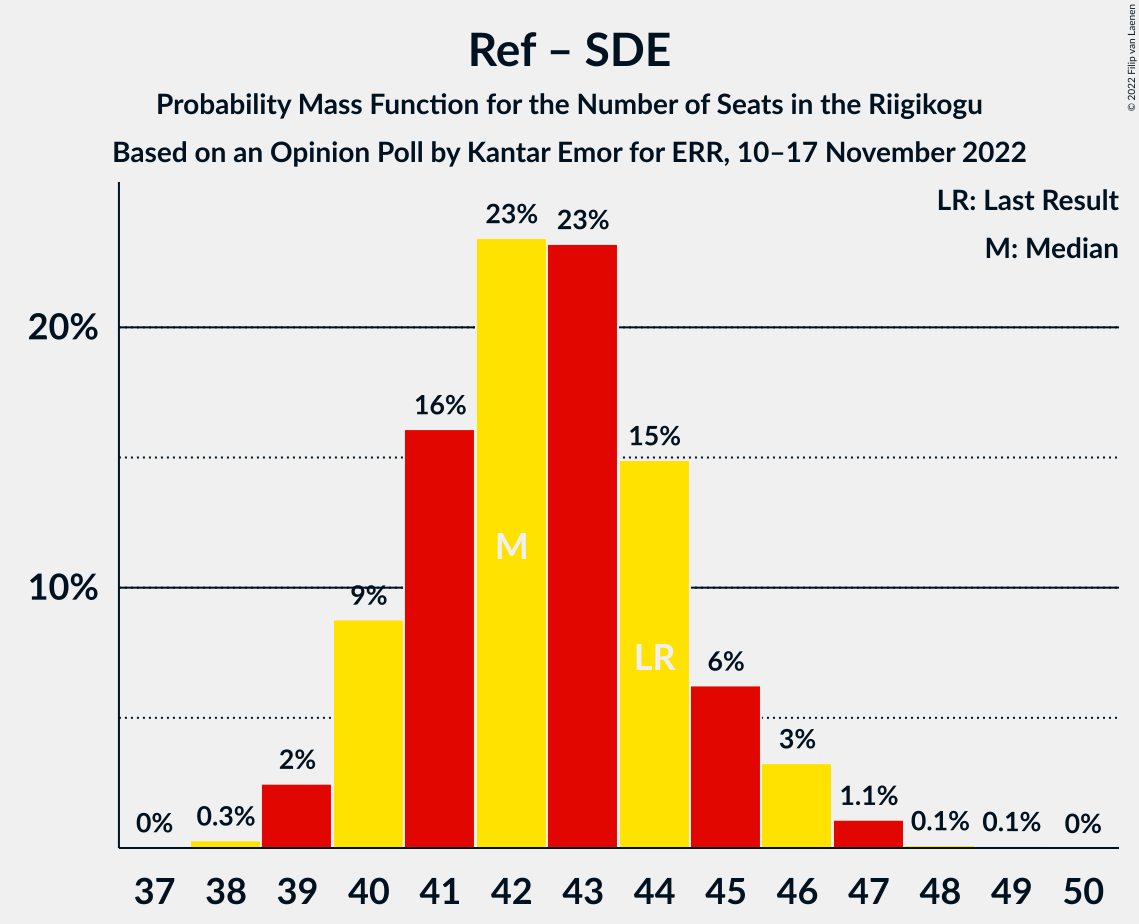 Ref – SDE
Probability Mass Function for the Number of Seats in the Riigikogu
Based on an Opinion Poll by Kantar Emor for ERR, 10–17 November 2022
© 2022 Filip van Laenen
LR: Last Result
M: Median
20%
10%
0%
0.3%
2%
9%
16%
23%
23%
15%
6%
3%
1.1%
0.1%
0.1%
0%
M
LR
37 38 39 40 41 42 43 44 45 46 47 48 49 50